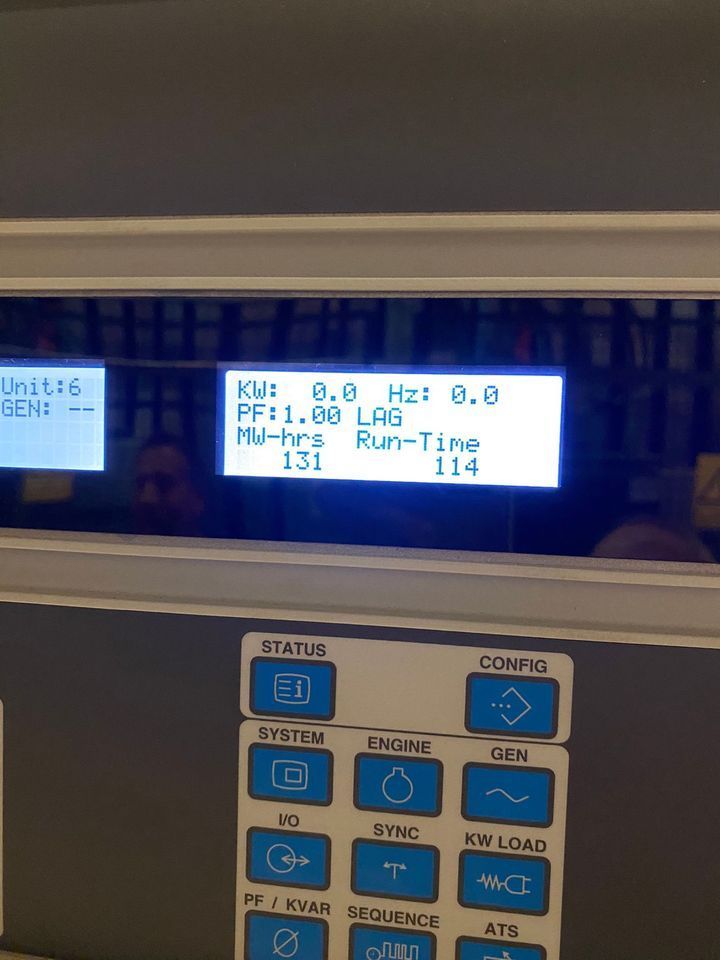 Unit:6
GEN: --
KW: 0.0 Hz: 0.0
PF:1.00 LAG
MW-hrs Run-Time
131 114
STATUS
CONFIG
SYSTEM
ENGINE
GEN
I/O
SYNC
KW LOAD
PF / KVAR
SEQUENCE
ATS